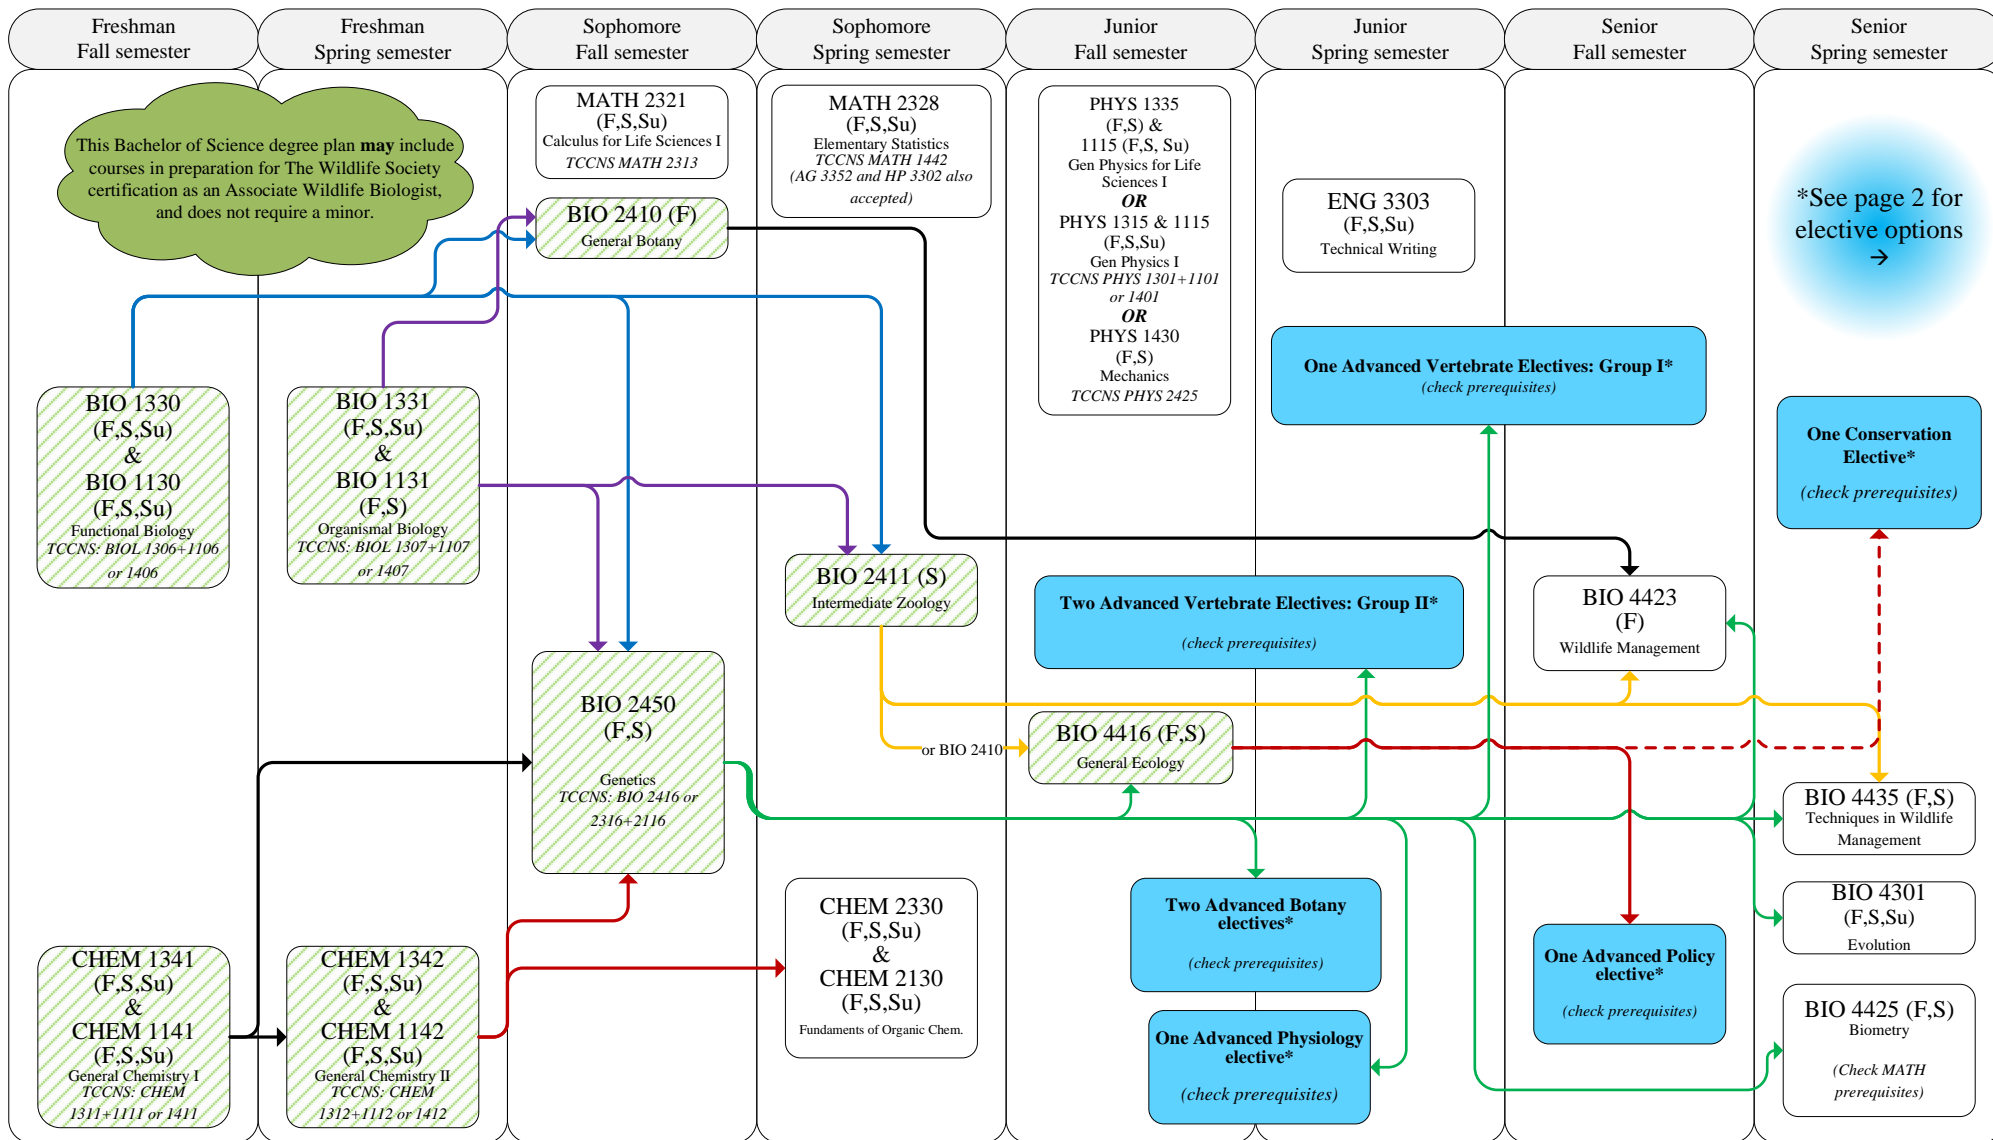 Freshman
Fall semester
Freshman
Spring semester
Sophomore
Fall semester
Sophomore
Spring semester
Junior
Fall semester
Junior
Spring semester
Senior
Fall semester
Senior
Spring semester
This Bachelor of Science degree plan may include
courses in preparation for The Wildlife Society
certification as an Associate Wildlife Biologist,
and does not require a minor.
BIO 1330
(F,S,Su)
&
BIO 1130
(F,S,Su)
Functional Biology
TCCNS: BIOL 1306+1106
or 1406
CHEM 1341
(F,S,Su)
&
CHEM 1141
(F,S,Su)
General Chemistry I
TCCNS: CHEM
1311+1111 or 1411
BIO 1331
(F,S,Su)
&
BIO 1131
(F,S)
Organismal Biology
TCCNS: BIOL 1307+1107
or 1407
CHEM 1342
(F,S,Su)
&
CHEM 1142
(F,S,Su)
General Chemistry II
TCCNS: CHEM
1312+1112 or 1412
MATH 2321
(F,S,Su)
Calculus for Life Sciences I
TCCNS MATH 2313
BIO 2410 (F)
General Botany
BIO 2450
(F,S)
Genetics
TCCNS: BIO 2416 or
2316+2116
MATH 2328
(F,S,Su)
Elementary Statistics
TCCNS MATH 1442
(AG 3352 and HP 3302 also
accepted)
BIO 2411 (S)
Intermediate Zoology
or BIO 2410
CHEM 2330
(F,S,Su)
&
CHEM 2130
(F,S,Su)
Fundaments of Organic Chem.
PHYS 1335
(F,S) &
1115 (F,S, Su)
Gen Physics for Life
Sciences I
OR
PHYS 1315 & 1115
(F,S,Su)
Gen Physics I
TCCNS PHYS 1301+1101
or 1401
OR
PHYS 1430
(F,S)
Mechanics
TCCNS PHYS 2425
Two Advanced Vertebrate Electives: Group II*
(check prerequisites)
BIO 4416 (F,S)
General Ecology
Two Advanced Botany
electives*
(check prerequisites)
One Advanced Physiology
elective*
(check prerequisites)
ENG 3303
(F,S,Su)
Technical Writing
One Advanced Vertebrate Electives: Group I*
(check prerequisites)
BIO 4423
(F)
Wildlife Management
One Advanced Policy
elective*
(check prerequisites)
*See page 2 for
elective options
→
One Conservation
Elective*
(check prerequisites)
BIO 4435 (F,S)
Techniques in Wildlife
Management
BIO 4301
(F,S,Su)
Evolution
BIO 4425 (F,S)
Biometry
(Check MATH
prerequisites)